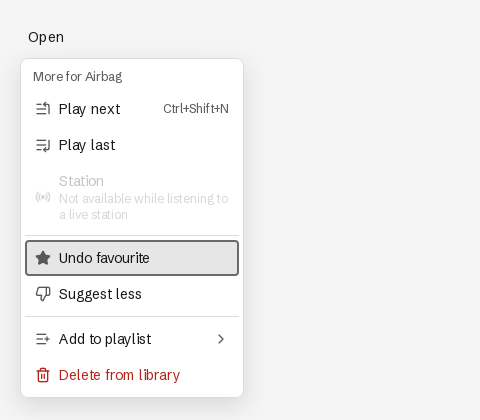 Open
More for Airbag
Play next Ctrl+Shift+N
Play last
Station
Not available while listening to
a live station
Undo favourite
Suggest less
Add to playlist
Delete from library